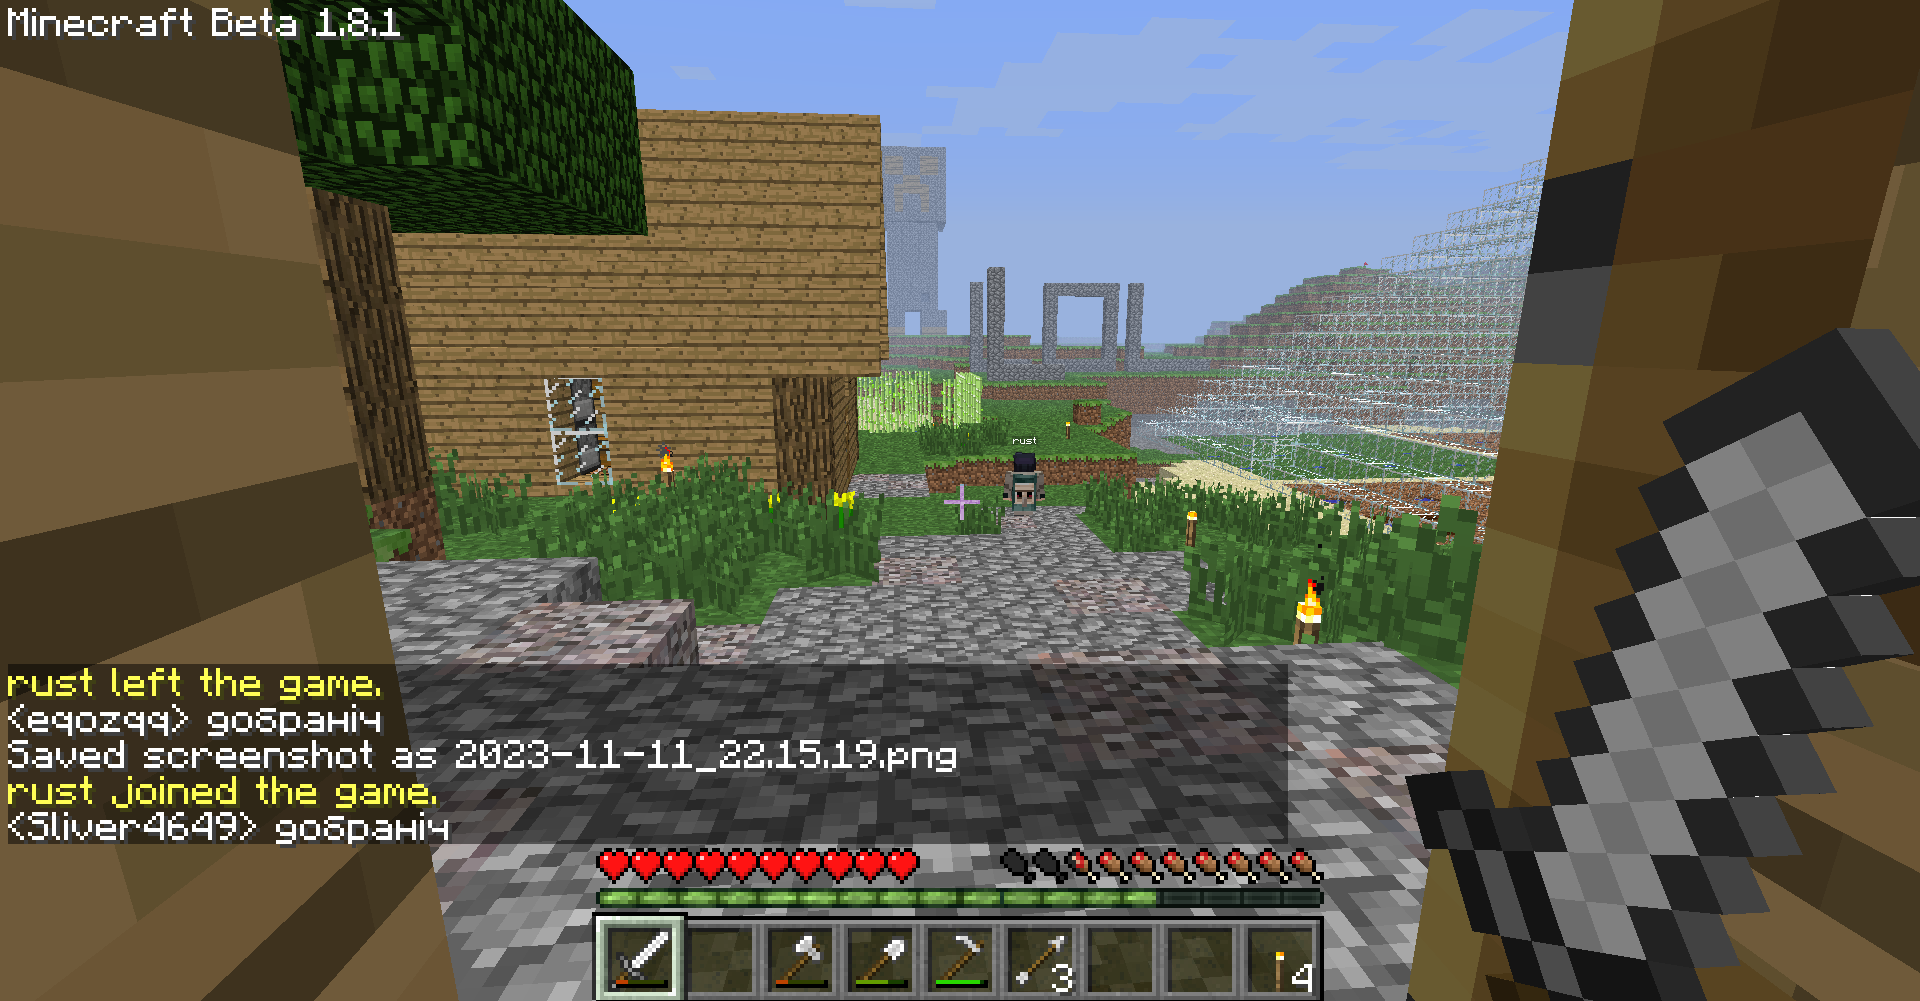 Minecraft Beta 1.8.1
rust
rust left the game.
<eqozqq> добраніч
Saved screenshot as 2023-11-11_22.15.19.png
rust joined the game.
<Sliver4649> добраніч
3
4